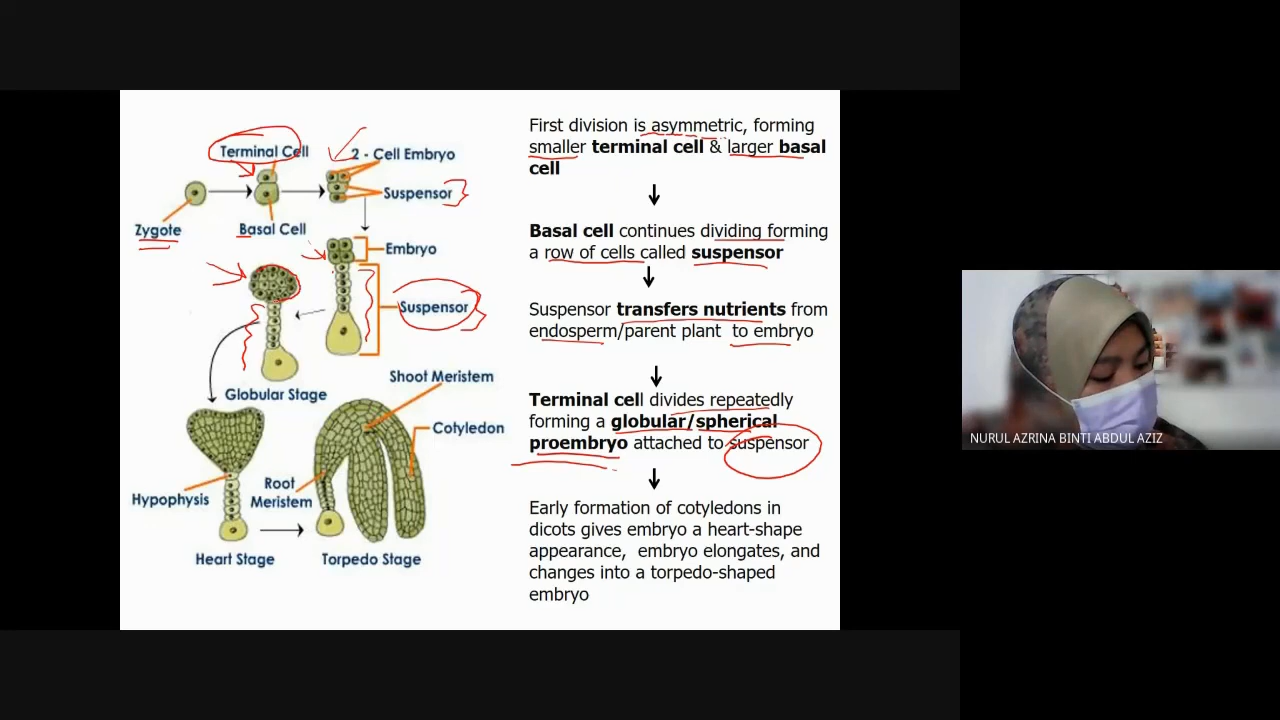 Terminal Cell
2 - Cell Embryo
Suspensor
Zygote
Basal Cell
Embryo
Suspensor
Globular Stage
Shoot Meristem
Cotyledon
Hypophysis
Root
Meristem
Heart Stage
Torpedo Stage
First division is asymmetric, forming
smaller terminal cell & larger basal
cell
Basal cell continues dividing forming
a row of cells called suspensor
Suspensor transfers nutrients from
endosperm/parent plant to embryo
Terminal cell divides repeatedly
forming a globular/spherical
proembryo attached to suspensor
Early formation of cotyledons in
dicots gives embryo a heart-shape
appearance, embryo elongates, and
changes into a torpedo-shaped
embryo
NURUL AZRINA BINTI ABDUL AZIZ